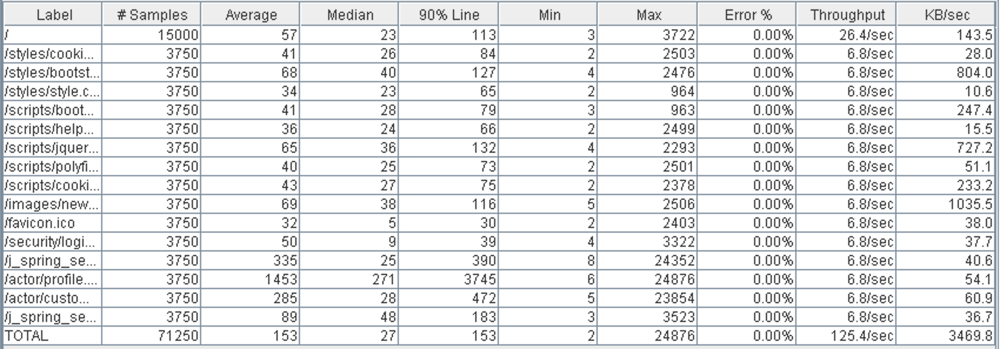 Label # Samples Average Median 90% Line Min Max Error % Throughput KB/sec
/ 15000 57 23 113 3 3722 0.00% 26.4/sec 143.5
/styles/cooki... 3750 41 26 84 2 2503 0.00% 6.8/sec 28.0
/styles/bootst... 3750 68 40 127 4 2476 0.00% 6.8/sec 804.0
/styles/style.c... 3750 34 23 65 2 964 0.00% 6.8/sec 10.6
/scripts/boot... 3750 41 28 79 3 963 0.00% 6.8/sec 247.4
/scripts/help... 3750 36 24 66 2 2499 0.00% 6.8/sec 15.5
/scripts/jquer... 3750 65 36 132 4 2293 0.00% 6.8/sec 727.2
/scripts/polyfi... 3750 40 25 73 2 2501 0.00% 6.8/sec 51.1
/scripts/cooki... 3750 43 27 75 2 2378 0.00% 6.8/sec 233.2
/images/new... 3750 69 38 116 5 2506 0.00% 6.8/sec 1035.5
/favicon.ico 3750 32 5 30 2 2403 0.00% 6.8/sec 38.0
/security/logi... 3750 50 9 39 4 3322 0.00% 6.8/sec 37.7
/j_spring_se... 3750 335 25 390 8 24352 0.00% 6.8/sec 40.6
/actor/profile.... 3750 1453 271 3745 6 24876 0.00% 6.8/sec 54.1
/actor/custo... 3750 285 28 472 5 23854 0.00% 6.8/sec 60.9
/j_spring_se... 3750 89 48 183 3 3523 0.00% 6.8/sec 36.7
TOTAL 71250 153 27 153 2 24876 0.00% 125.4/sec 3469.8